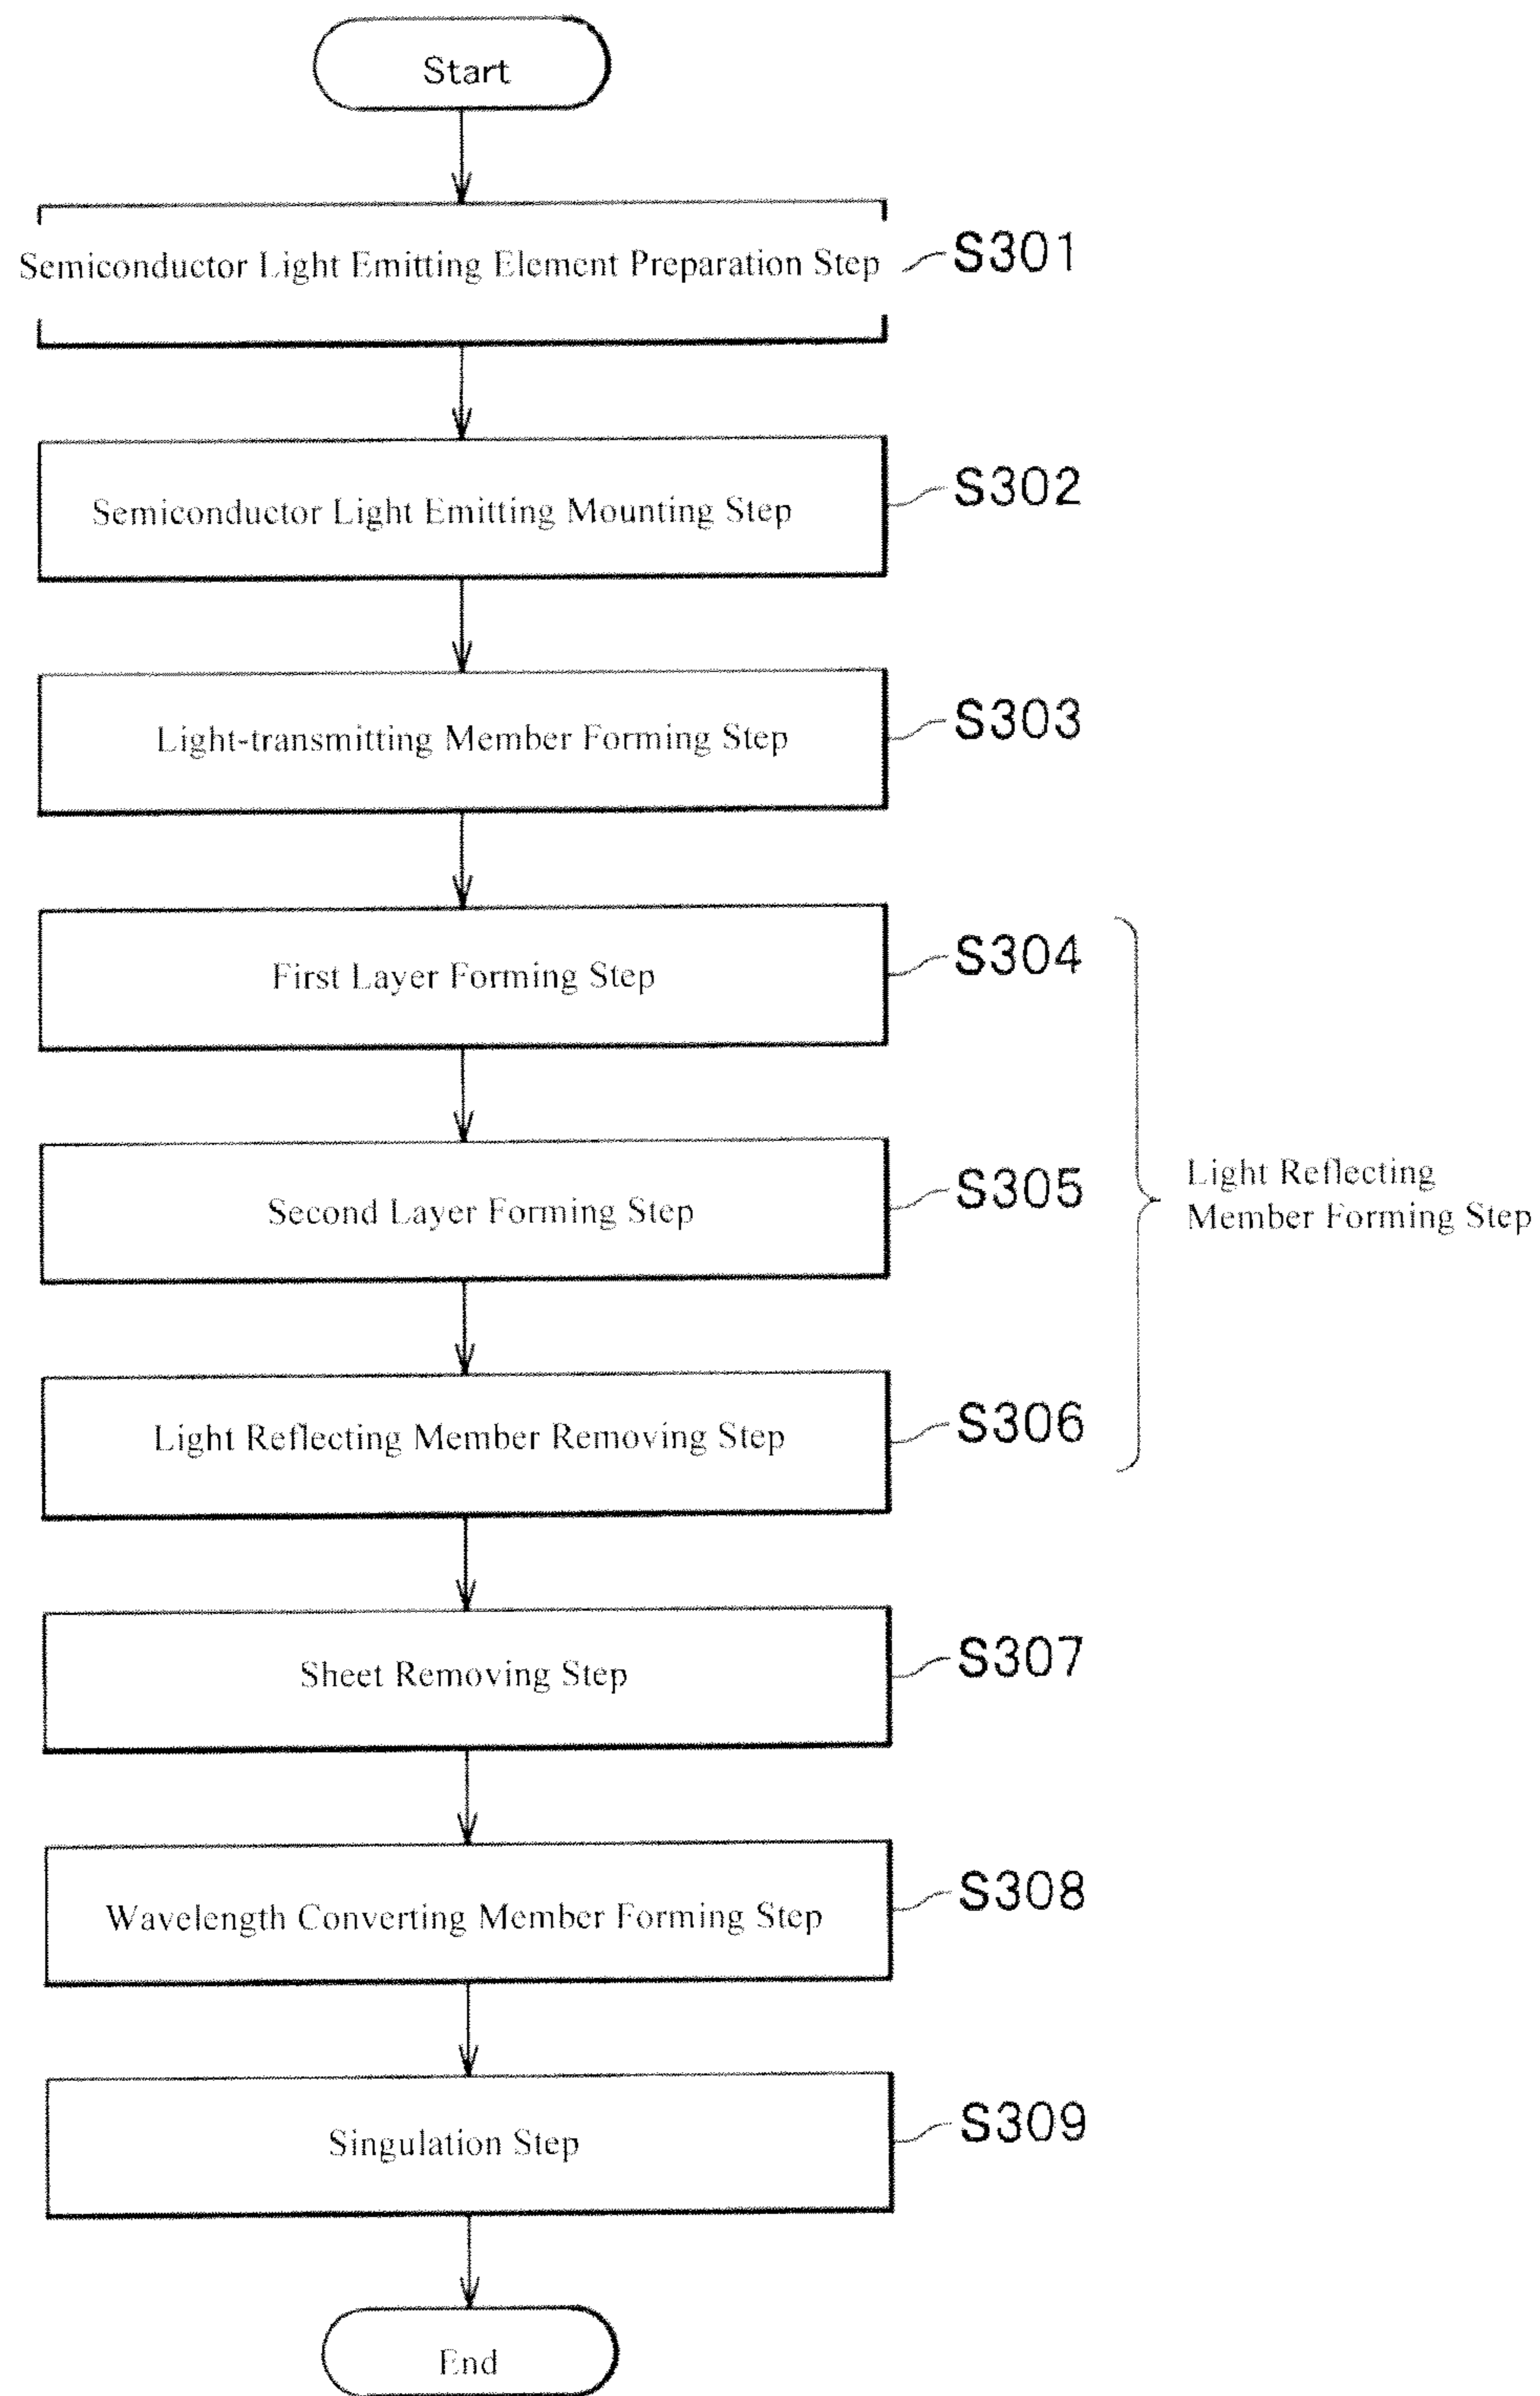 Start
Semiconductor Light Emitting Element Preparation Step
S301
Semiconductor Light Emitting Mounting Step
S302
Light-transmitting Member Forming Step
S303
First Layer Forming Step
S304
Second Layer Forming Step
S305
Light Reflecting
Member Forming Step
Light Reflecting Member Removing Step
S306
Sheet Removing Step
S307
Wavelength Converting Member Forming Step
S308
Singulation Step
S309
End